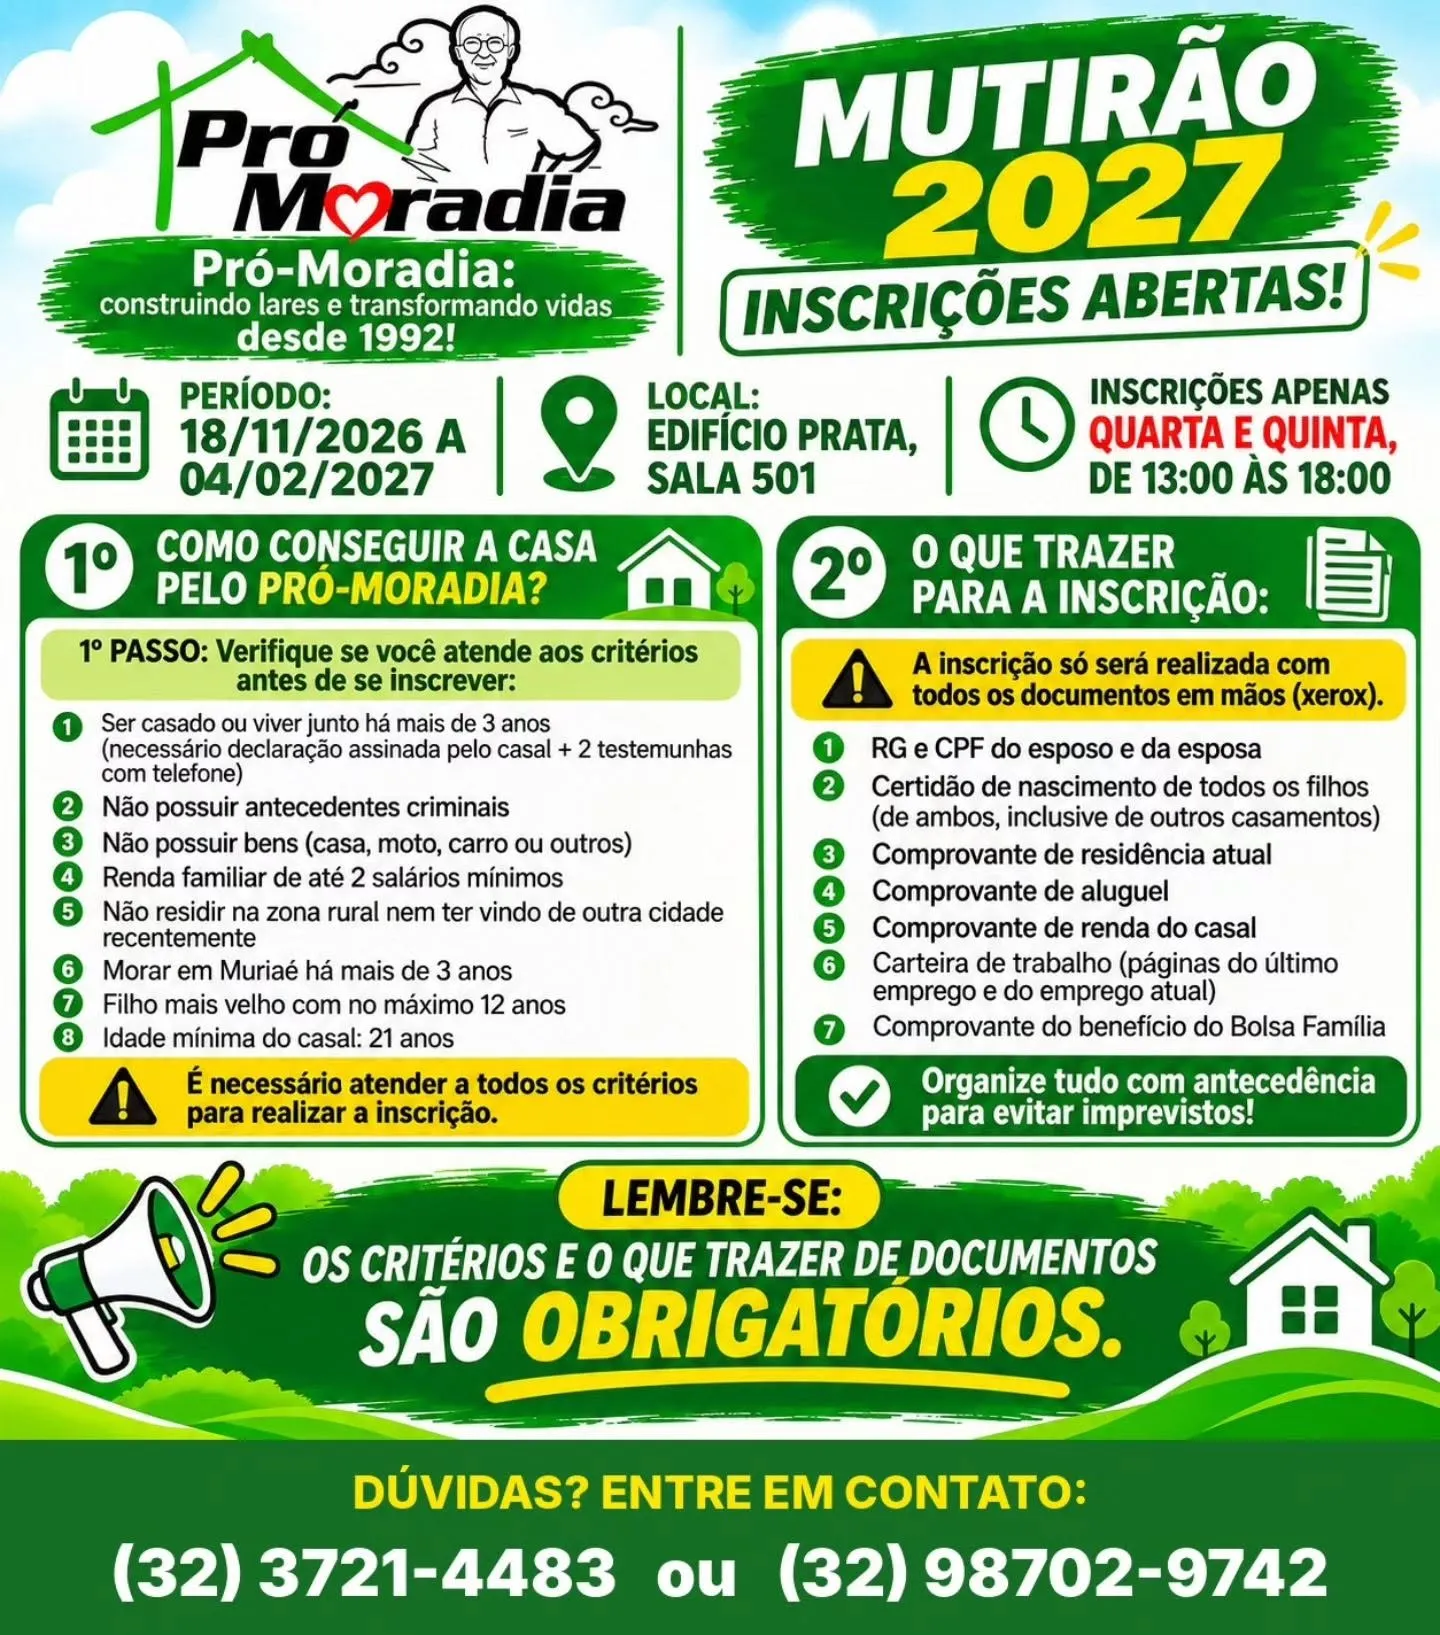 Pró
Moradia
Pró-Moradia:
construindo lares e transformando vidas
desde 1992!
MUTIRÃO
2027
INSCRIÇÕES ABERTAS!
PERÍODO:
18/11/2026 A
04/02/2027
LOCAL:
EDIFÍCIO PRATA,
SALA 501
INSCRIÇÕES APENAS
QUARTA E QUINTA,
DE 13:00 ÀS 18:00
1º COMO CONSEGUIR A CASA
PELO PRÓ-MORADIA?
1º PASSO: Verifique se você atende aos critérios
antes de se inscrever:
1 Ser casado ou viver junto há mais de 3 anos
(necessário declaração assinada pelo casal + 2 testemunhas
com telefone)
2 Não possuir antecedentes criminais
3 Não possuir bens (casa, moto, carro ou outros)
4 Renda familiar de até 2 salários mínimos
5 Não residir na zona rural nem ter vindo de outra cidade
recentemente
6 Morar em Muriaé há mais de 3 anos
7 Filho mais velho com no máximo 12 anos
8 Idade mínima do casal: 21 anos
É necessário atender a todos os critérios
para realizar a inscrição.
2º O QUE TRAZER
PARA A INSCRIÇÃO:
A inscrição só será realizada com
todos os documentos em mãos (xerox).
1 RG e CPF do esposo e da esposa
2 Certidão de nascimento de todos os filhos
(de ambos, inclusive de outros casamentos)
3 Comprovante de residência atual
4 Comprovante de aluguel
5 Comprovante de renda do casal
6 Carteira de trabalho (páginas do último
emprego e do emprego atual)
7 Comprovante do benefício do Bolsa Família
Organize tudo com antecedência
para evitar imprevistos!
LEMBRE-SE:
OS CRITÉRIOS E O QUE TRAZER DE DOCUMENTOS
SÃO OBRIGATÓRIOS.
DÚVIDAS? ENTRE EM CONTATO:
(32) 3721-4483 ou (32) 98702-9742